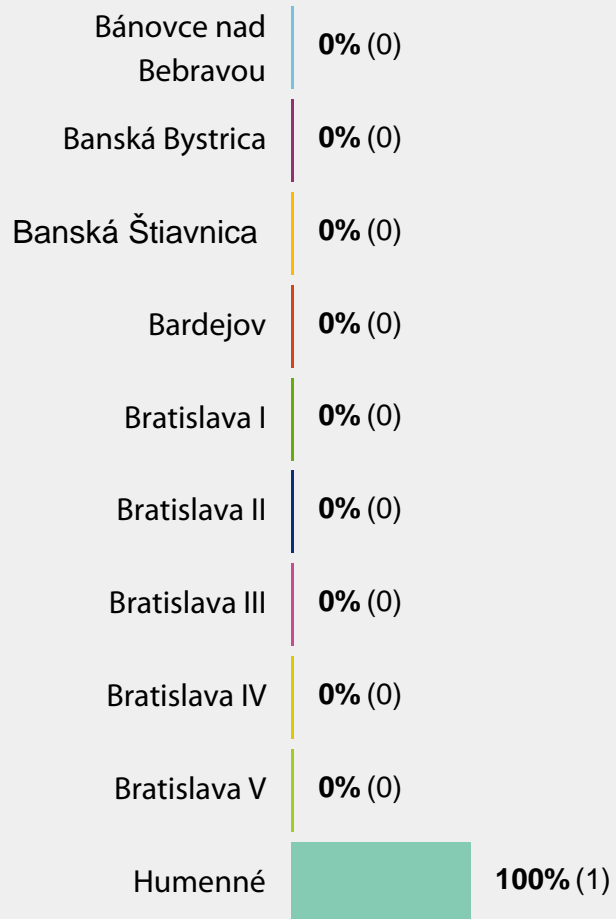 Bánovce nad
Bebravou
0% (0)
Banská Bystrica 0% (0)
Banská Štiavnica 0% (0)
Bardejov 0% (0)
Bratislava I 0% (0)
Bratislava II 0% (0)
Bratislava III 0% (0)
Bratislava IV 0% (0)
Bratislava V 0% (0)
Humenné 100% (1)